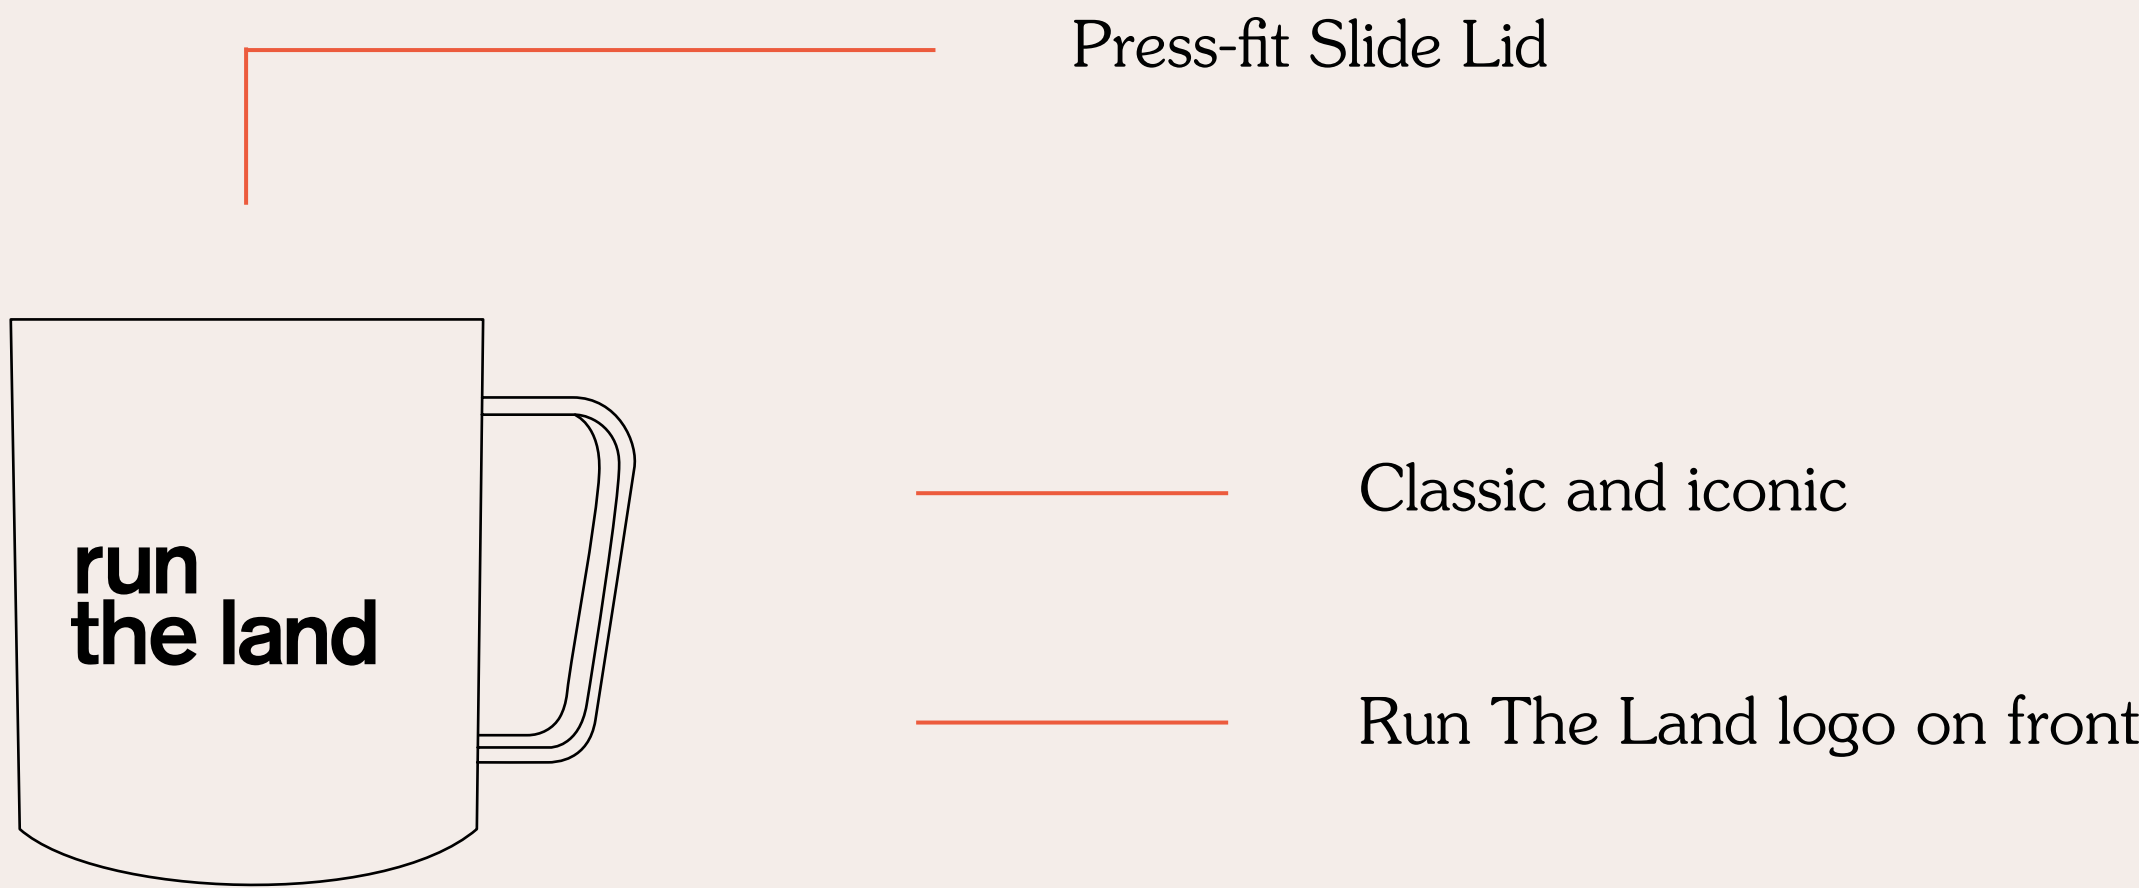 Press-fit Slide Lid
Classic and iconic
run
the land
Run The Land logo on front